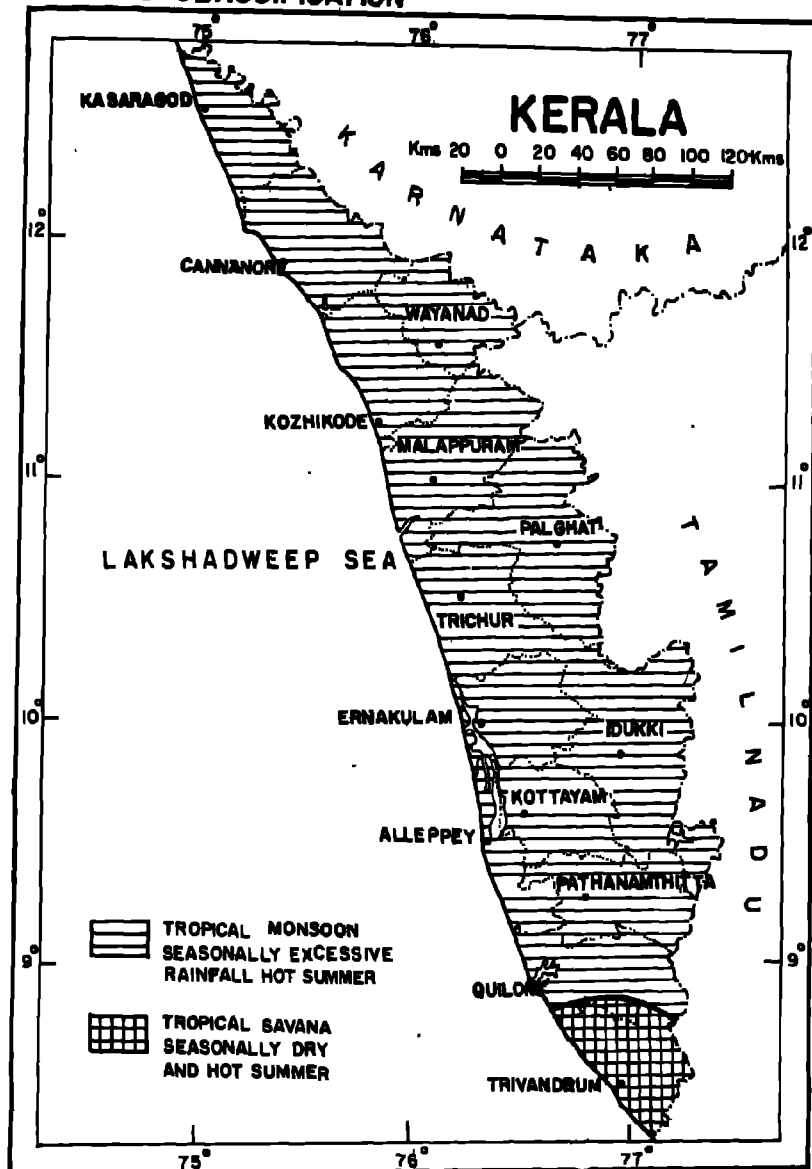 75° 76° 77°
KERALA
Kms 20 0 20 40 60 80 100 120 Kms
KARNATAKA
KASARAGOD
12° 12°
CANNANORE
WAYANAD
KOZHIKODE
MALAPPURAM
11° 11°
PALGHAT
LAKSHADWEEP SEA
TAMILNADU
TRICHUR
10° 10°
ERNAKULAM
IDUKKI
KOTTAYAM
ALLEPPEY
PATHANAMTHITTA
TROPICAL MONSOON
SEASONALLY EXCESSIVE
RAINFALL HOT SUMMER
9° 9°
QUILON
TROPICAL SAVANA
SEASONALLY DRY
AND HOT SUMMER
TRIVANDRUM
75° 76° 77°